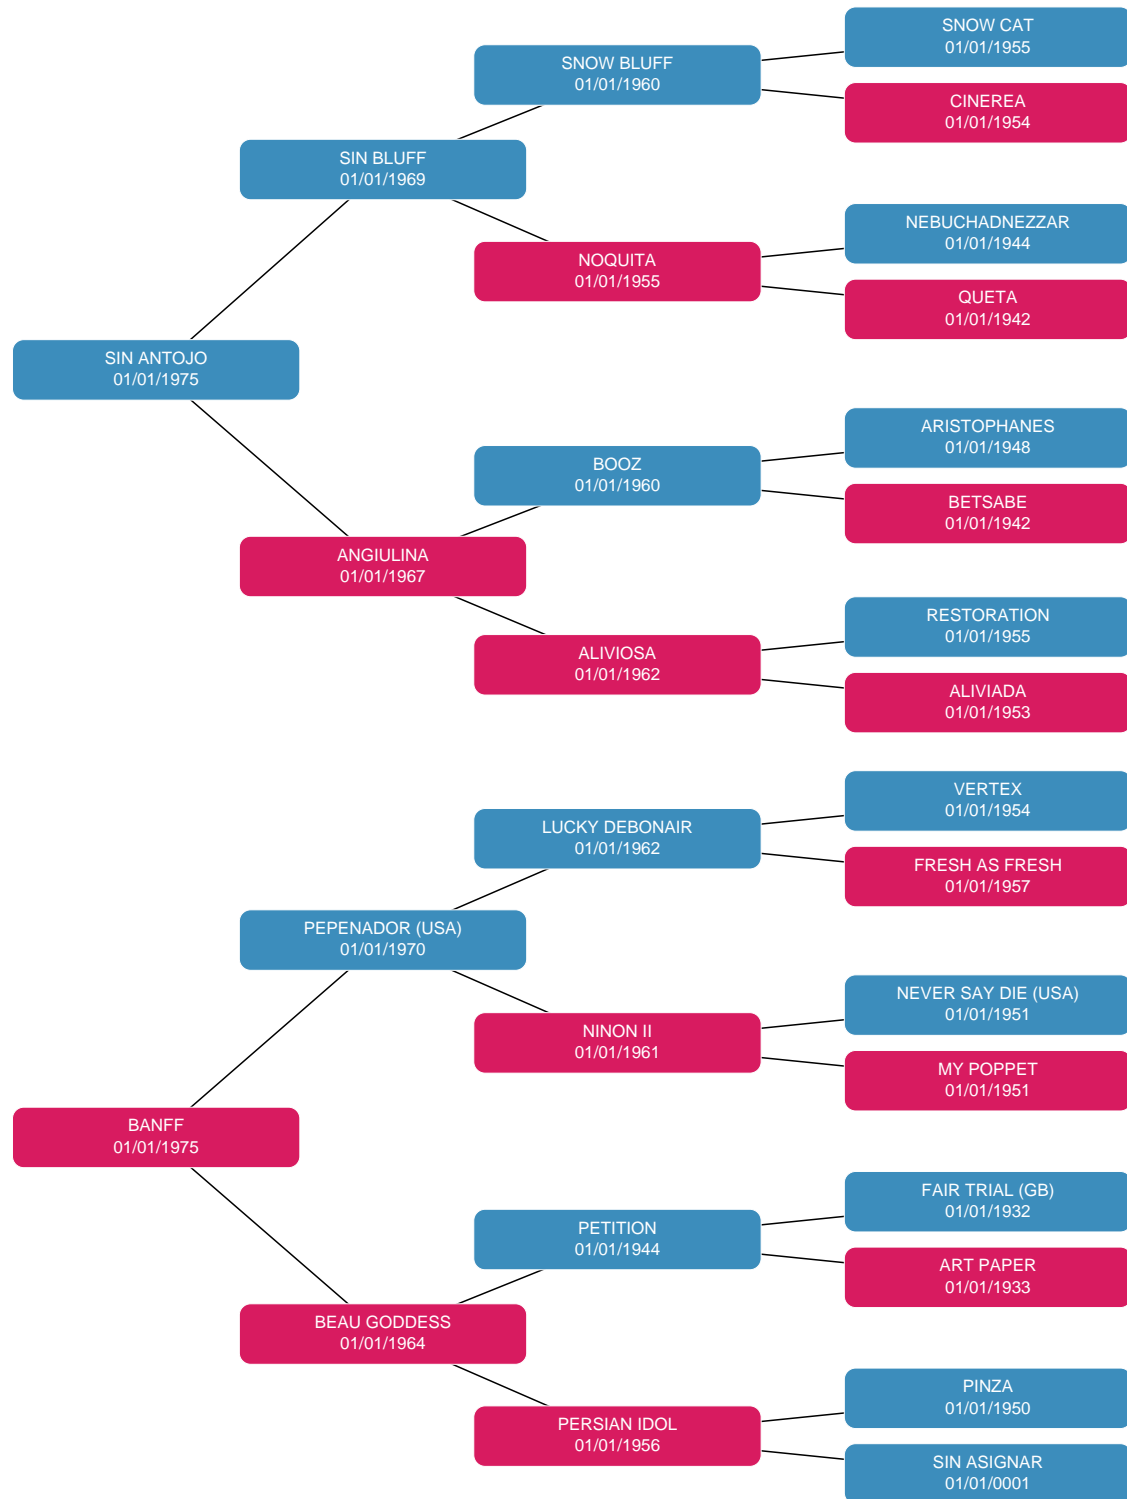 SNOW CAT
01/01/1955
SNOW BLUFF
01/01/1960
CINEREA
01/01/1954
SIN BLUFF
01/01/1969
NEBUCHADNEZZAR
01/01/1944
NOQUITA
01/01/1955
QUETA
01/01/1942
SIN ANTOJO
01/01/1975
ARISTOPHANES
01/01/1948
BOOZ
01/01/1960
BETSABE
01/01/1942
ANGIULINA
01/01/1967
RESTORATION
01/01/1955
ALIVIOSA
01/01/1962
ALIVIADA
01/01/1953
VERTEX
01/01/1954
LUCKY DEBONAIR
01/01/1962
FRESH AS FRESH
01/01/1957
PEPENADOR (USA)
01/01/1970
NEVER SAY DIE (USA)
01/01/1951
NINON II
01/01/1961
MY POPPET
01/01/1951
BANFF
01/01/1975
FAIR TRIAL (GB)
01/01/1932
PETITION
01/01/1944
ART PAPER
01/01/1933
BEAU GODDESS
01/01/1964
PINZA
01/01/1950
PERSIAN IDOL
01/01/1956
SIN ASIGNAR
01/01/0001